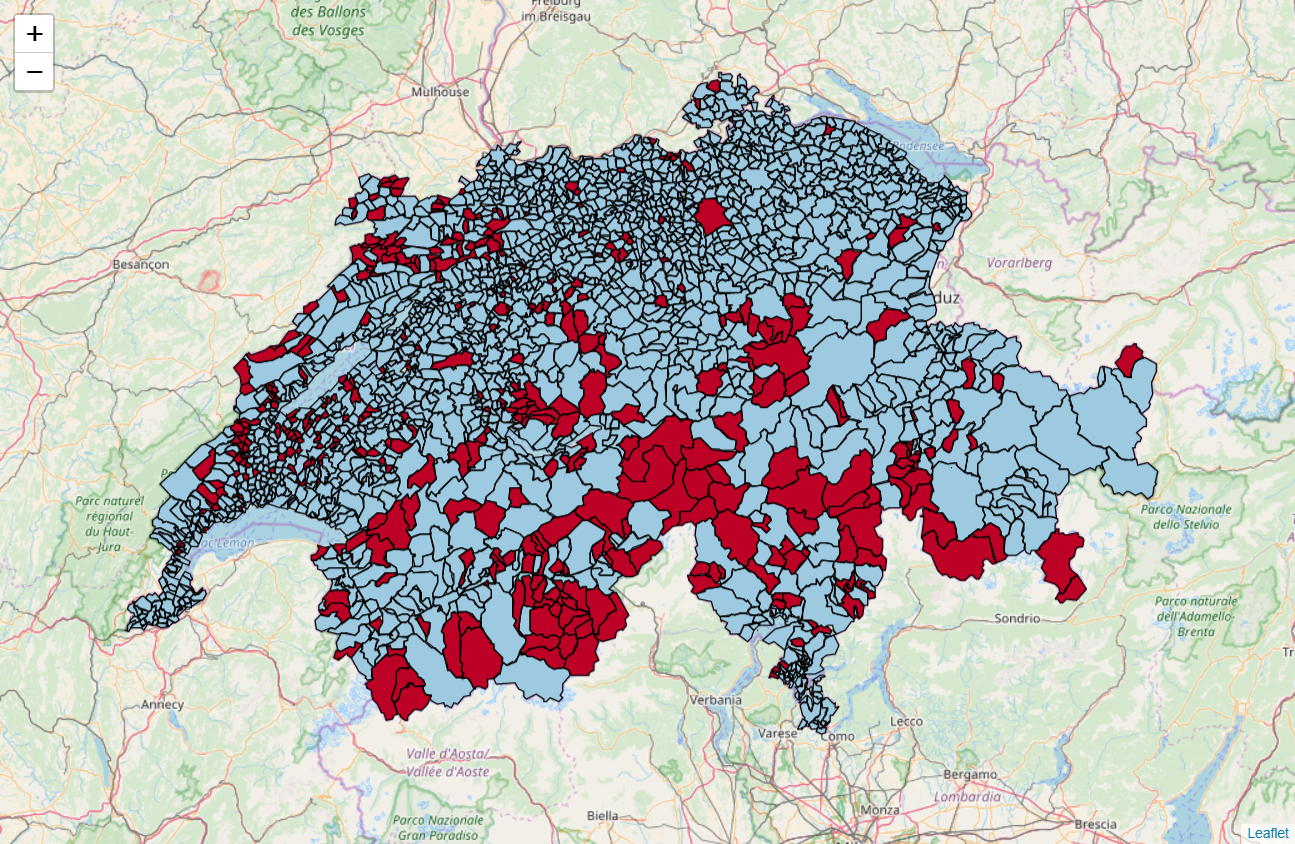 +
−
des Ballons
des Vosges
Freiburg
im Breisgau
Mulhouse
Bodensee
Besançon
Vorarlberg
duz
Parc naturel
régional
du Haut-
Jura
Parco Nazionale
dello Stelvio
Parco naturale
dell'Adamello-
Brenta
Sondrio
Annecy
Verbania
Varese
Como
Lecco
Valle d'Aosta/
Vallée d'Aoste
Bergamo
Lombardia
Biella
Monza
Parco Nazionale
Gran Paradiso
Brescia
Leaflet